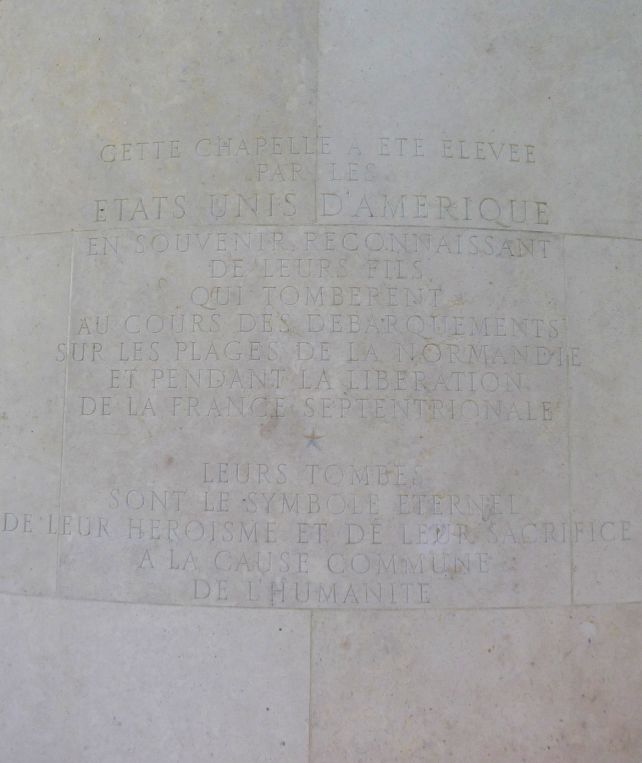 CETTE CHAPELLE A ETE ELEVEE
PAR LES
ETATS UNIS D'AMERIQUE
EN SOUVENIR RECONNAISSANT
DE LEURS FILS
QUI TOMBERENT
AU COURS DES DEBARQUEMENTS
SUR LES PLAGES DE LA NORMANDIE
ET PENDANT LA LIBERATION
DE LA FRANCE SEPTENTRIONALE
LEURS TOMBES
SONT LE SYMBOLE ETERNEL
DE LEUR HEROISME ET DE LEUR SACRIFICE
A LA CAUSE COMMUNE
DE L'HUMANITE